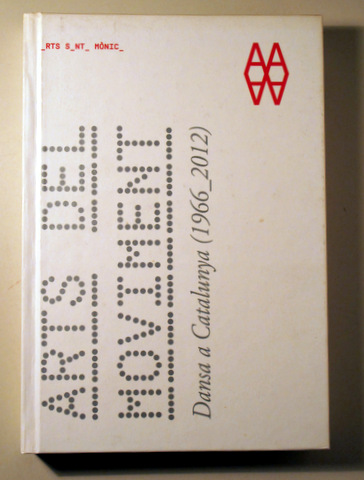 _RTS S_NT_ MÒNIC_
ARTS DEL
MOVIMENT
Dansa a Catalunya (1966_2012)